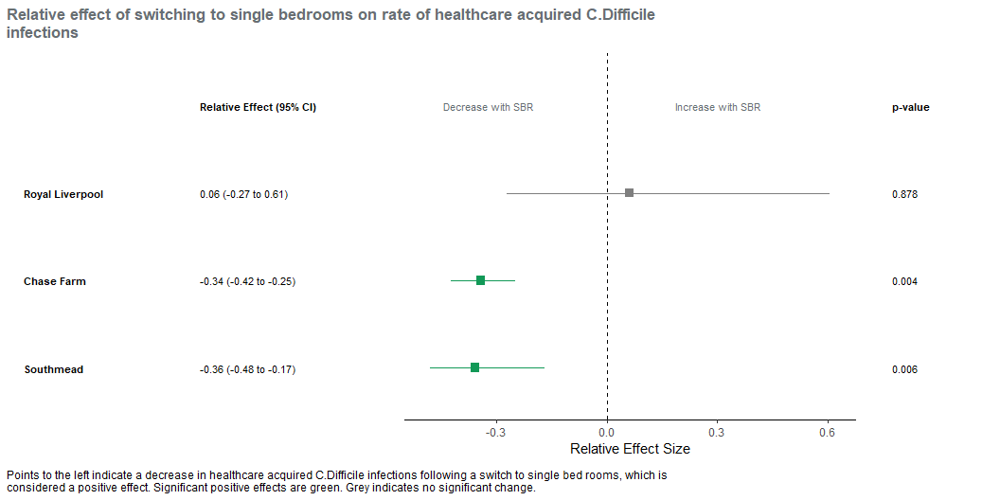 Relative effect of switching to single bedrooms on rate of healthcare acquired C.Difficile
infections
Relative Effect (95% CI) Decrease with SBR Increase with SBR p-value
Royal Liverpool 0.06 (-0.27 to 0.61) 0.878
Chase Farm -0.34 (-0.42 to -0.25) 0.004
Southmead -0.36 (-0.48 to -0.17) 0.006
-0.3 0.0 0.3 0.6
Relative Effect Size
Points to the left indicate a decrease in healthcare acquired C.Difficile infections following a switch to single bed rooms, which is
considered a positive effect. Significant positive effects are green. Grey indicates no significant change.